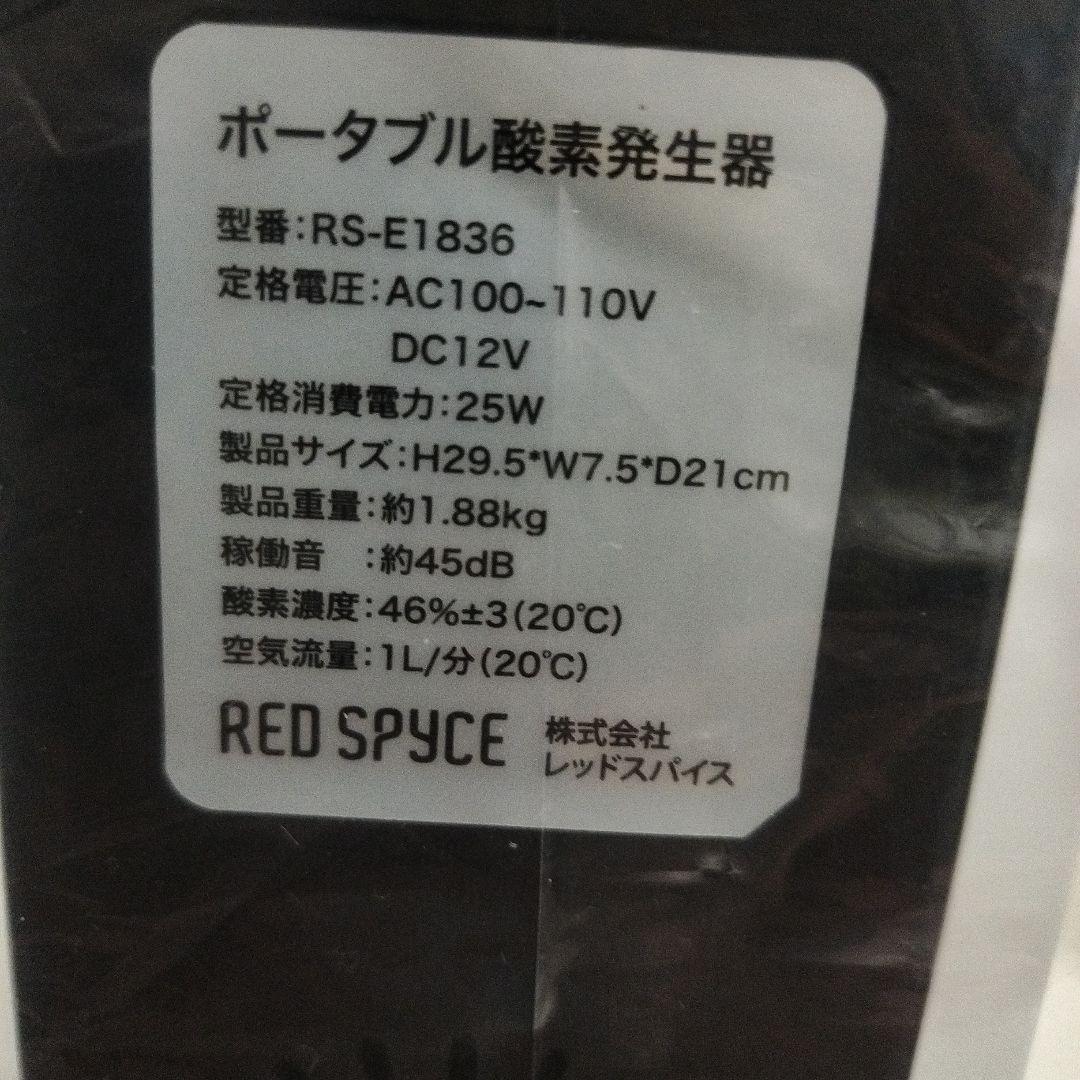 ポータブル酸素発生器
型番:RS-E1836
定格電圧:AC100~110V
DC12V
定格消費電力:25W
製品サイズ:H29.5*W7.5*D21cm
製品重量:約1.88kg
稼働音　:約45dB
酸素濃度:46%±3(20℃)
空気流量:1L/分(20℃)
RED SPYCE 株式会社
レッドスパイス